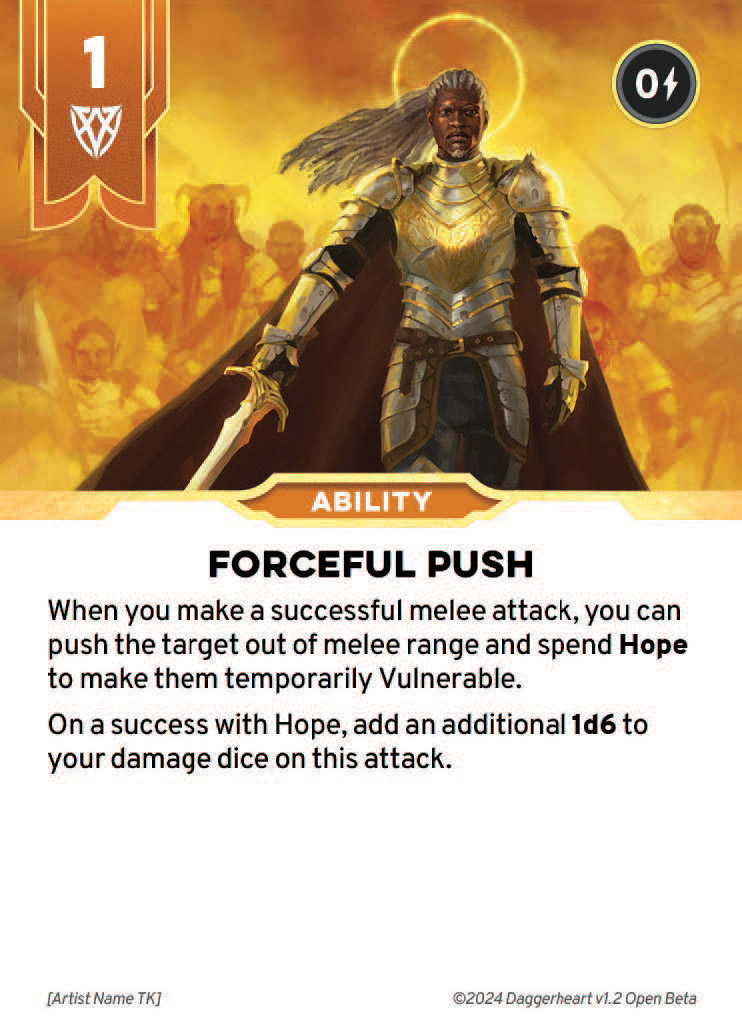 1
0
ABILITY
FORCEFUL PUSH
When you make a successful melee attack, you can
push the target out of melee range and spend Hope
to make them temporarily Vulnerable.
On a success with Hope, add an additional 1d6 to
your damage dice on this attack.
[Artist Name TK]
©2024 Daggerheart v1.2 Open Beta